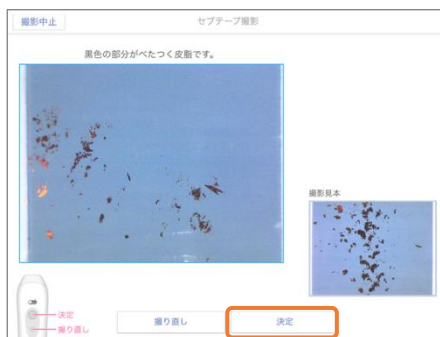 撮影中止
セブテープ撮影
黒色の部分がべたつく皮脂です。
撮影見本
決定
撮り直し
撮り直し
決定